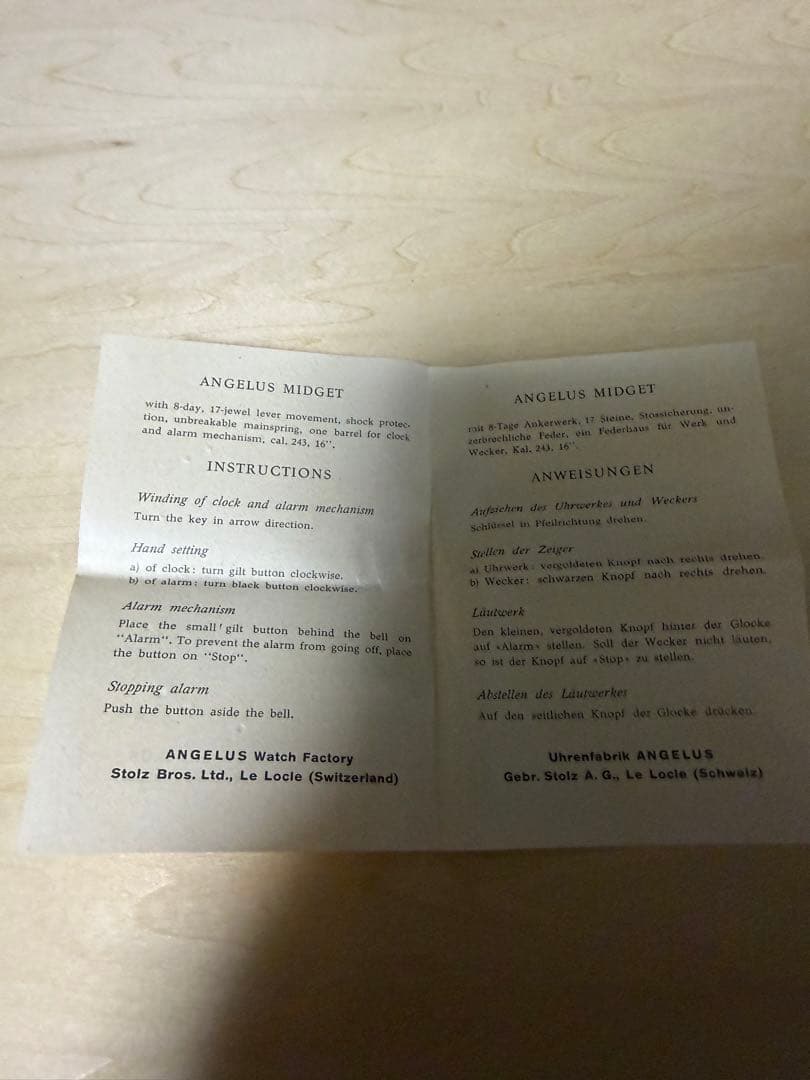 ANGELUS MIDGET
with 8-day, 17-jewel lever movement, shock protec-
tion, unbreakable mainspring, one barrel for clock
and alarm mechanism, cal. 243, 16".
INSTRUCTIONS
Winding of clock and alarm mechanism
Turn the key in arrow direction.
Hand setting
a) of clock: turn gilt button clockwise.
b) of alarm: turn black button clockwise.
Alarm mechanism
Place the small gilt button behind the bell on
"Alarm". To prevent the alarm from going off, place
the button on "Stop".
Stopping alarm
Push the button aside the bell.
ANGELUS Watch Factory
Stolz Bros. Ltd., Le Locle (Switzerland)
ANGELUS MIDGET
mit 8-Tage Ankerwerk, 17 Steine, Stossicherung, un-
zerbrechliche Feder, ein Federhaus für Werk und
Wecker, Kal. 243, 16".
ANWEISUNGEN
Aufziehen des Uhrwerkes und Weckers
Schlüssel in Pfeilrichtung drehen.
Stellen der Zeiger
a) Uhrwerk: vergoldeten Knopf nach rechts drehen.
b) Wecker: schwarzen Knopf nach rechts drehen.
Läutwerk
Den kleinen, vergoldeten Knopf hinter der Glocke
auf «Alarm» stellen. Soll der Wecker nicht läuten,
so ist der Knopf auf «Stop» zu stellen.
Abstellen des Läutwerkes
Auf den seitlichen Knopf der Glocke drücken.
Uhrenfabrik ANGELUS
Gebr. Stolz A. G., Le Locle (Schweiz)